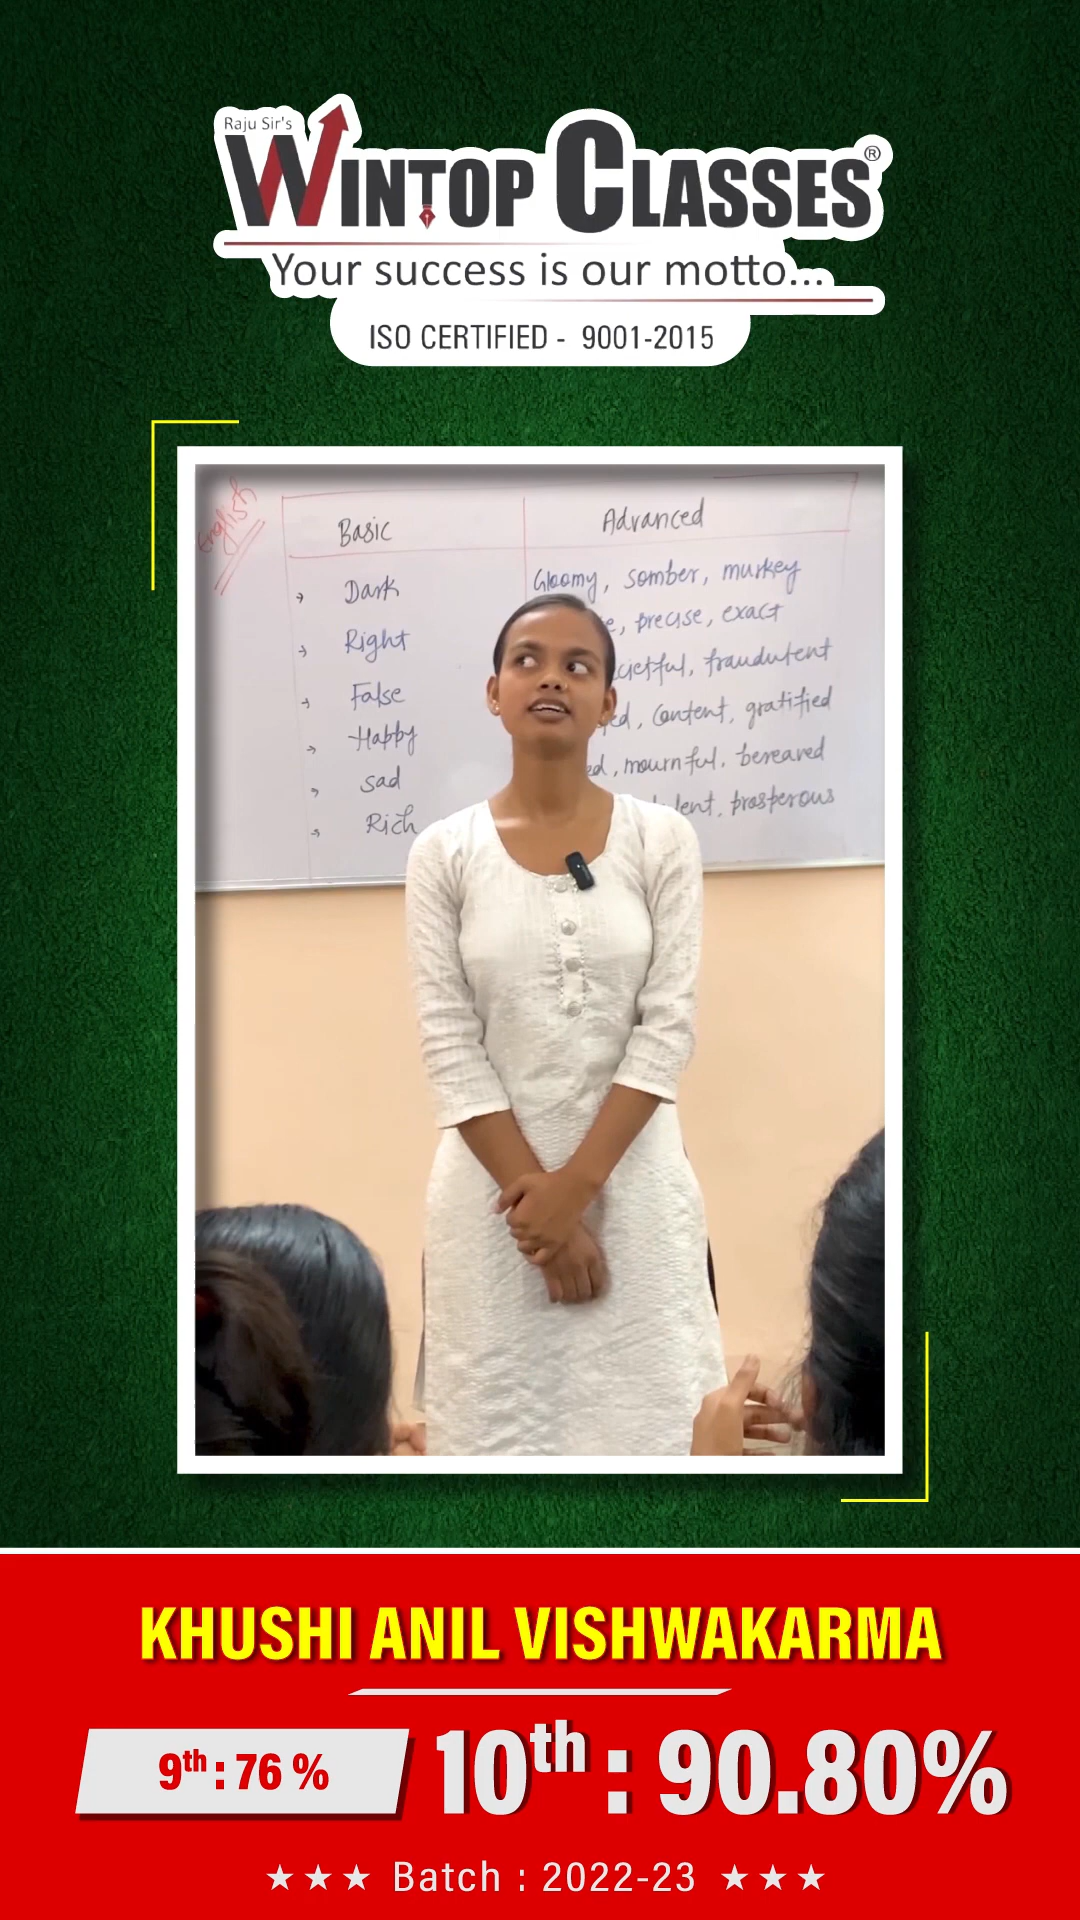 Raju Sir's
WINTOP CLASSES®
Your success is our motto...
ISO CERTIFIED - 9001-2015
English
Basic Advanced
→ Dark Gloomy, somber, murkey
→ Right precise, exact
→ False fraudutent
→ Happy content, gratified
→ sad mournful, bereaved
→ Rich prosperous
KHUSHI ANIL VISHWAKARMA
9th : 76 % 10th : 90.80%
★ ★ ★ Batch : 2022-23 ★ ★ ★